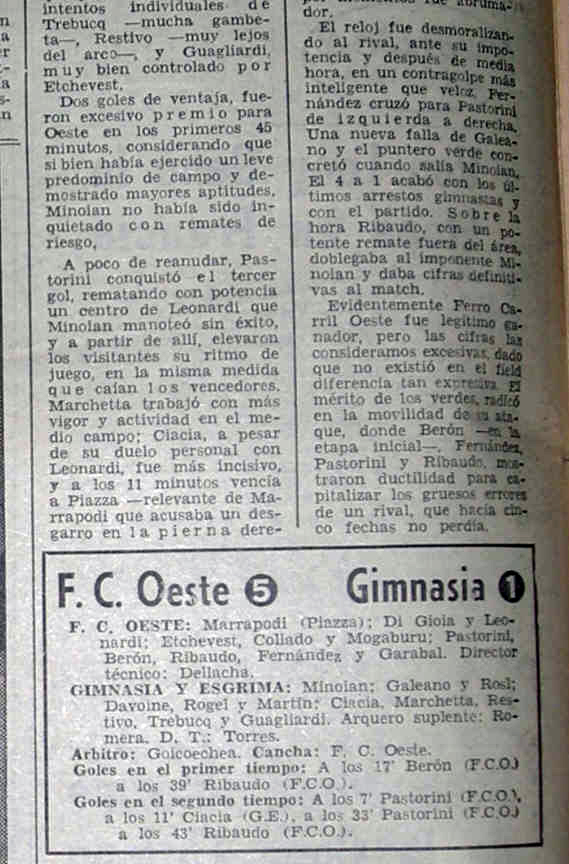 intentos individuales de
Trebucq —mucha gambe-
ta—, Restivo —muy lejos
del arco—, y Guagliardi,
muy bien controlado por
Etchevest.
Dos goles de ventaja, fue-
ron excesivo premio para
Oeste en los primeros 45
minutos, considerando que
si bien había ejercido un leve
predominio de campo y de-
mostrado mayores aptitudes,
Minoian no había sido in-
quietado con remates de
riesgo,
A poco de reanudar, Pas-
torini conquistó el tercer
gol, rematando con potencia
un centro de Leonardi que
Minoian manoteó sin éxito,
y a partir de allí, elevaron
los visitantes su ritmo de
juego, en la misma medida
que caían los vencedores.
Marchetta trabajó con más
vigor y actividad en el me-
dio campo; Ciacia, a pesar
de su duelo personal con
Leonardi, fue más incisivo,
y a los 11 minutos vencía
a Piazza —relevante de Ma-
rrapodi que acusaba un des-
garro en la pierna dere-
dor.
El reloj fue desmoralizan-
do al rival, ante su impo-
tencia y después de media
hora, en un contragolpe más
inteligente que veloz, Fer-
nández cruzó para Pastorini
de izquierda a derecha.
Una nueva falla de Galea-
no y el puntero verde con-
cretó cuando salía Minoian.
El 4 a 1 acabó con los úl-
timos arrestos gimnastas y
con el partido. Sobre la
hora Ribaudo, con un po-
tente remate fuera del área,
doblegaba al imponente Mi-
noian y daba cifras definiti-
vas al match.
Evidentemente Ferro Ca-
rril Oeste fue legítimo ga-
nador, pero las cifras las
consideramos excesivas, dado
que no existió en el field
diferencia tan expresiva. El
mérito de los verdes, radicó
en la movilidad de su ata-
que, donde Berón —en la
etapa inicial—, Fernández,
Pastorini y Ribaudo, mos-
traron ductilidad para ca-
pitalizar los gruesos errores
de un rival, que hacía cin-
co fechas no perdía.
F. C. Oeste 5 Gimnasia 1
F. C. OESTE: Marrapodi (Piazza); Di Gioia y Leo-
nardi; Etchevest, Collado y Mogaburu; Pastorini,
Berón, Ribaudo, Fernández y Garabal. Director
técnico: Dellacha.
GIMNASIA Y ESGRIMA: Minoian; Galeano y Rosl;
Davoine, Rogel y Martín; Ciacia, Marchetta, Res-
tivo, Trebucq y Guagliardi. Arquero suplente: Ro-
mera. D. T.: Torres.
Arbitro: Goicoechea. Cancha: F. C. Oeste.
Goles en el primer tiempo: A los 17' Berón (F.C.O.)
a los 39' Ribaudo (F.C.O.).
Goles en el segundo tiempo: A los 7' Pastorini (F.C.O.),
a los 11' Ciacia (G.E.), a los 33' Pastorini (F.C.O.)
a los 43' Ribaudo (F.C.O.).